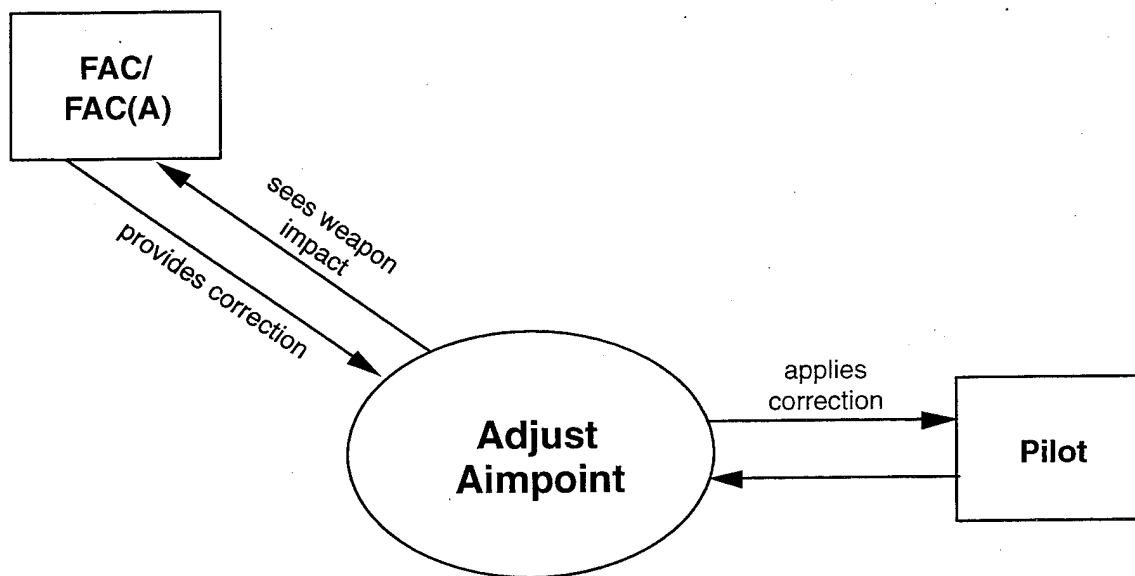 FAC/
FAC(A)
sees weapon
impact
provides correction
applies
correction
Adjust
Aimpoint
Pilot